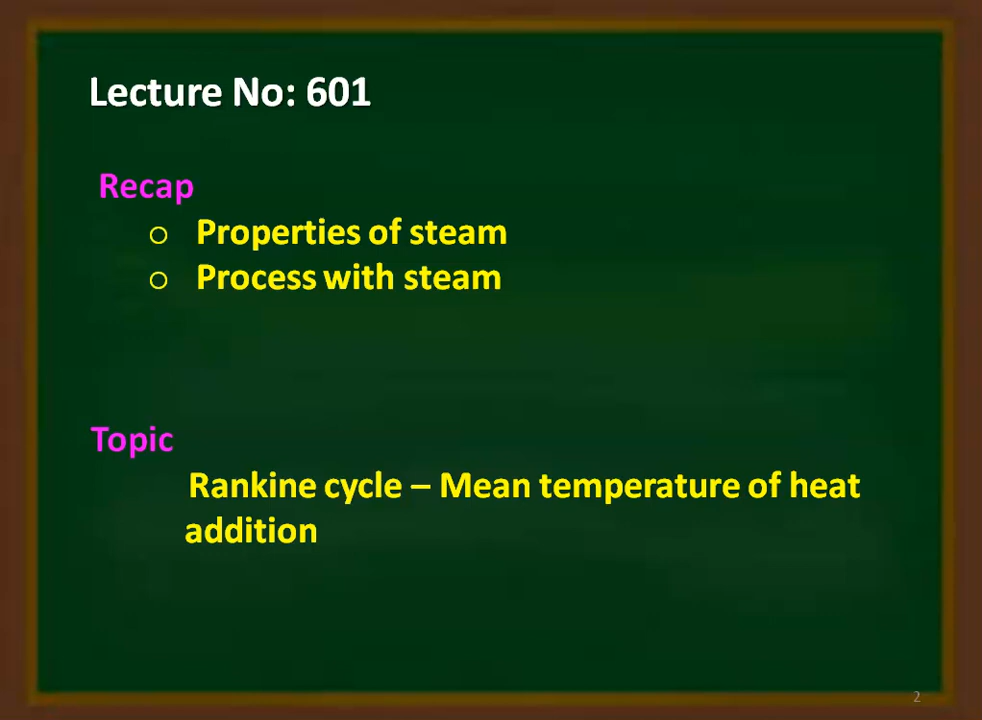 Lecture No: 601
Recap
○ Properties of steam
○ Process with steam
Topic
Rankine cycle – Mean temperature of heat
addition
2